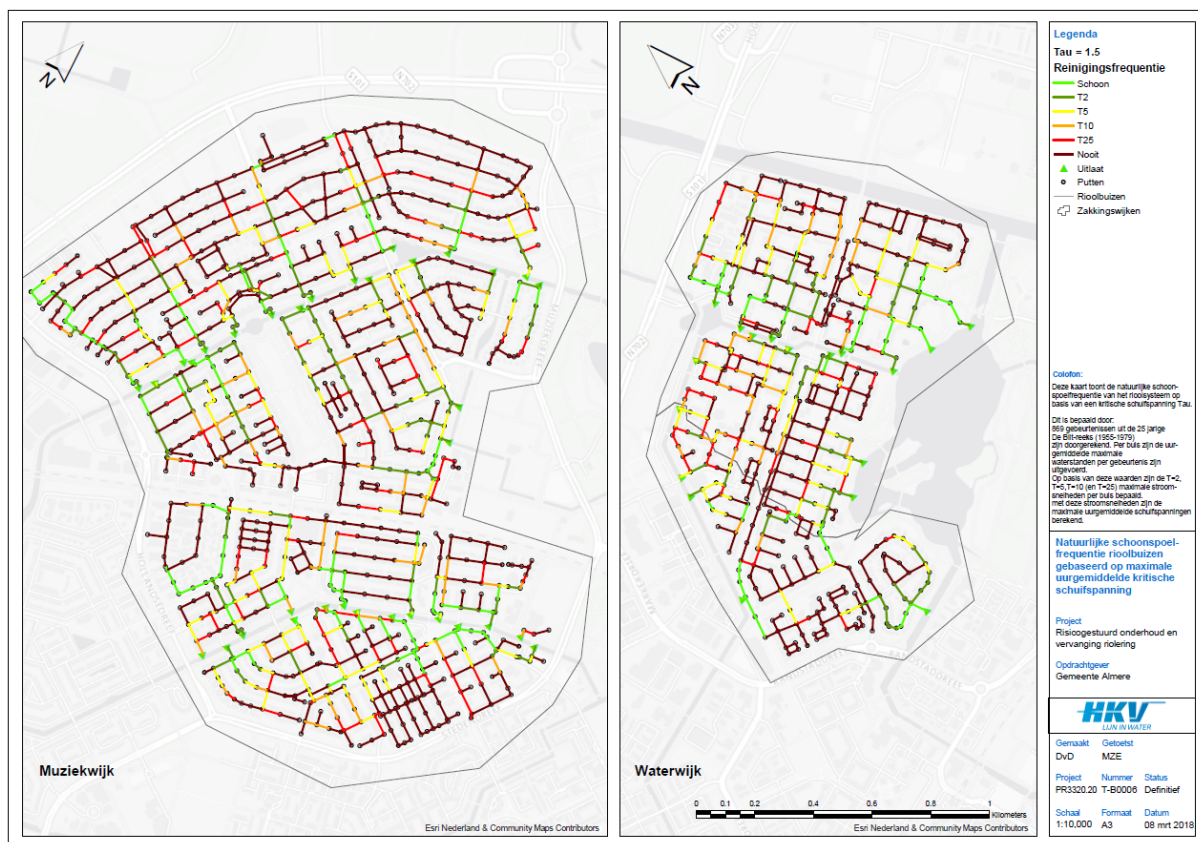 N
S101
N702
Muziekwijk
Esri Nederland & Community Maps Contributors
N
S101
Waterwijk
0 0.1 0.2 0.4 0.6 0.8 1
Kilometers
Esri Nederland & Community Maps Contributors
Legenda
Tau = 1.5
Reinigingsfrequentie
Schoon
T2
T5
T10
T25
Nooit
Uitlaat
Putten
Rioolbuizen
Zakkingswijken
Colofon:
Deze kaart toont de natuurlijke schoon-
spoelfrequentie van het rioolsysteem op
basis van een kritische schuifspanning Tau.
Dit is bepaald door:
869 gebeurtenissen uit de 25 jarige
De Bilt-reeks (1955-1979)
zijn doorgerekend. Per buis zijn de uur-
gemiddelde maximale
waterstanden per gebeurtenis zijn
uitgevoerd.
Op basis van deze waarden zijn de T=2,
T=5,T=10 (en T=25) maximale stroom-
snelheden per buis bepaald.
met deze stroomsnelheden zijn de
maximale uurgemiddelde schuifspanningen
berekend.
Natuurlijke schoonspoel-
frequentie rioolbuizen
gebaseerd op maximale
uurgemiddelde kritische
schuifspanning
Project
Risicogestuurd onderhoud en
vervanging riolering
Opdrachtgever
Gemeente Almere
HKV
LIJN IN WATER
Gemaakt Getoetst
DvD MZE
Project Nummer Status
PR3320.20 T-B0006 Definitief
Schaal Formaat Datum
1:10,000 A3 08 mrt 2018